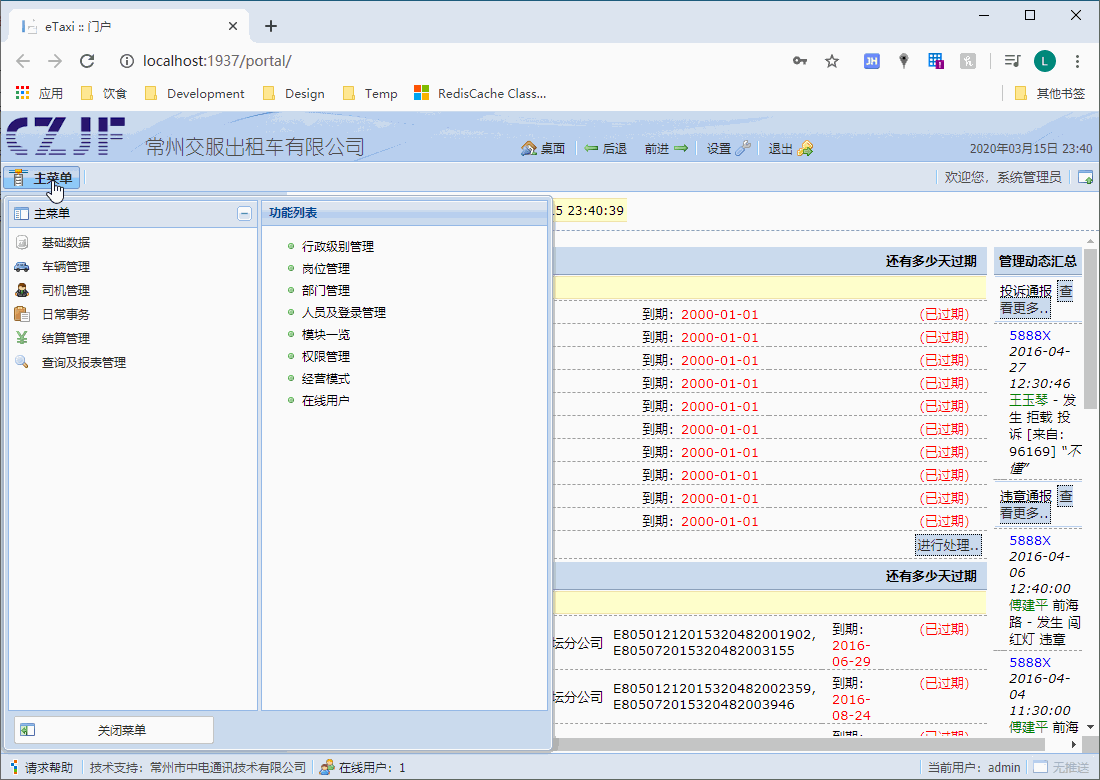 eTaxi :: 门户
localhost:1937/portal/
应用 饮食 Development Design Temp RedisCache Class... 其他书签
CZJF 常州交服出租车有限公司
桌面 后退 前进 设置 退出 2020年03月15日 23:40
主菜单 欢迎您，系统管理员
主菜单
基础数据
车辆管理
司机管理
日常事务
结算管理
查询及报表管理
关闭菜单
功能列表
行政级别管理
岗位管理
部门管理
人员及登录管理
模块一览
权限管理
经营模式
在线用户
5 23:40:39
还有多少天过期
到期: 2000-01-01 (已过期)
到期: 2000-01-01 (已过期)
到期: 2000-01-01 (已过期)
到期: 2000-01-01 (已过期)
到期: 2000-01-01 (已过期)
到期: 2000-01-01 (已过期)
到期: 2000-01-01 (已过期)
到期: 2000-01-01 (已过期)
到期: 2000-01-01 (已过期)
到期: 2000-01-01 (已过期)
进行处理..
还有多少天过期
坛分公司 E80501212015320482001902, E8050720153204820​03155 到期: 2016-06-29 (已过期)
坛分公司 E80501212015320482002359, E805072015320482003946 到期: 2016-08-24 (已过期)
管理动态汇总
投诉通报 查
看更多..
5888X
2016-04-
27
12:30:46
王玉琴 - 发
生 拒载 投
诉 [来自:
96169] “不
懂”
违章通报 查
看更多..
5888X
2016-04-
06
12:40:00
傅建平 前海
路 - 发生 闯
红灯 违章
5888X
2016-04-
04
11:30:00
傅建平 前海
请求帮助 技术支持: 常州市中电通讯技术有限公司 在线用户: 1 当前用户: admin 无推送